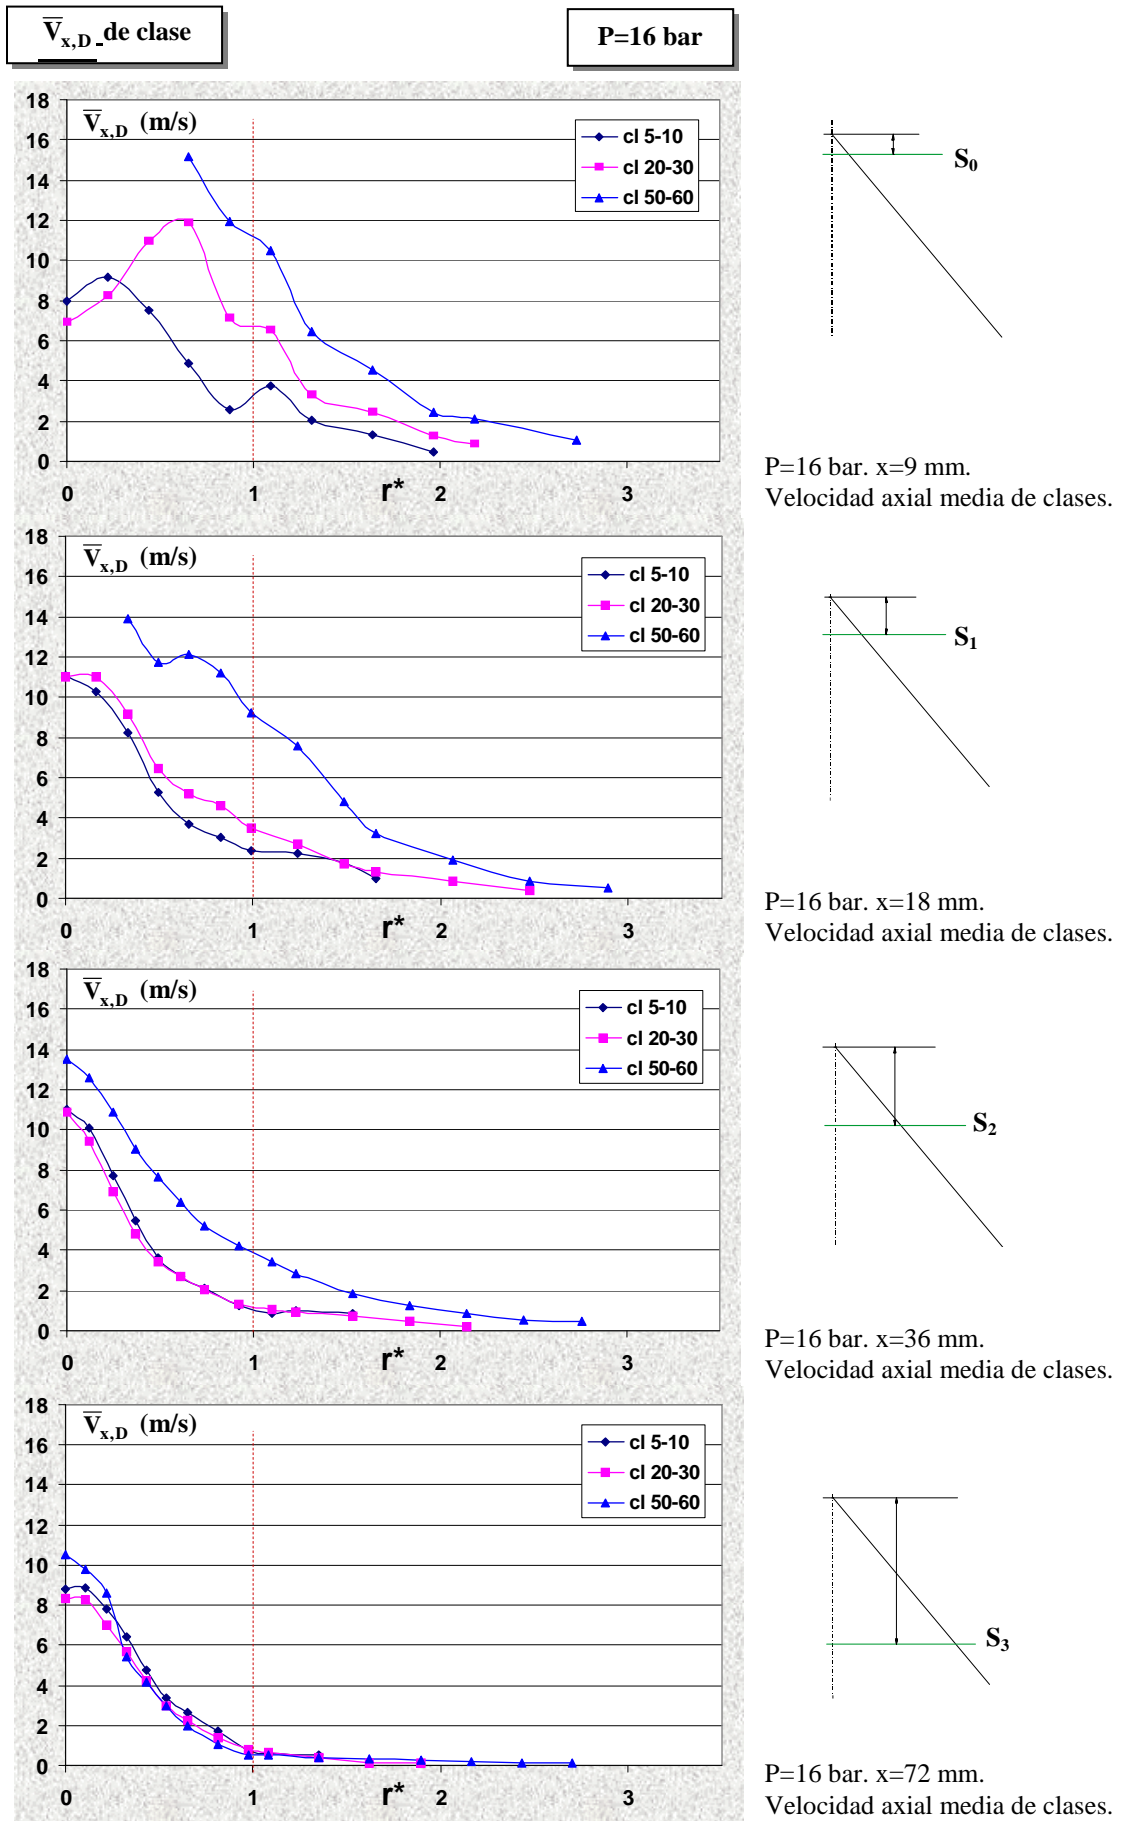 V̅x,D de clase
P=16 bar
V̅x,D (m/s)
18
16
14
12
10
8
6
4
2
0
cl 5-10
cl 20-30
cl 50-60
0 1 r* 2 3
S0
P=16 bar. x=9 mm.
Velocidad axial media de clases.
V̅x,D (m/s)
18
16
14
12
10
8
6
4
2
0
cl 5-10
cl 20-30
cl 50-60
0 1 r* 2 3
S1
P=16 bar. x=18 mm.
Velocidad axial media de clases.
V̅x,D (m/s)
18
16
14
12
10
8
6
4
2
0
cl 5-10
cl 20-30
cl 50-60
0 1 r* 2 3
S2
P=16 bar. x=36 mm.
Velocidad axial media de clases.
V̅x,D (m/s)
18
16
14
12
10
8
6
4
2
0
cl 5-10
cl 20-30
cl 50-60
0 1 r* 2 3
S3
P=16 bar. x=72 mm.
Velocidad axial media de clases.